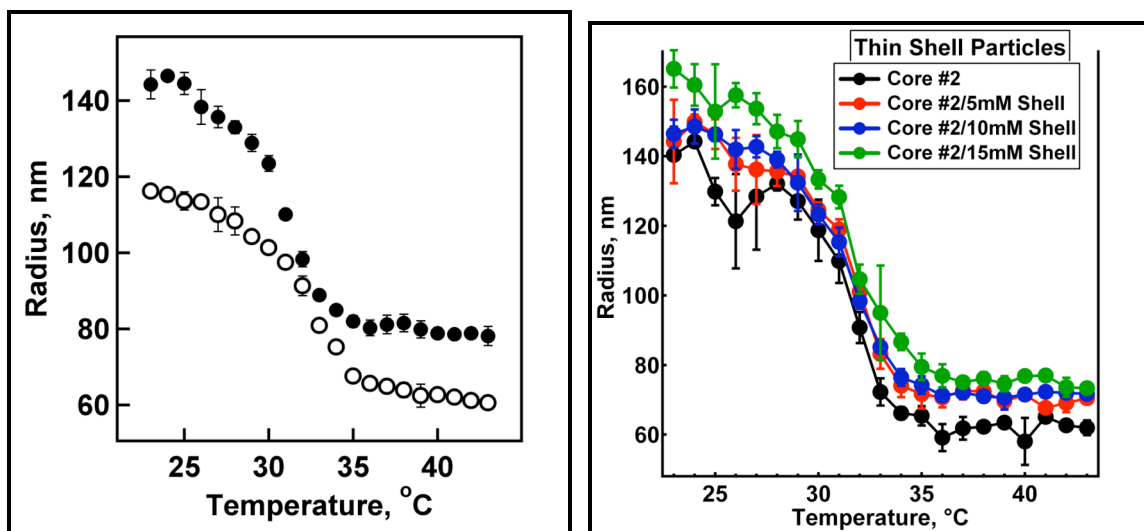 140
120
100
80
60
Radius, nm
25
30
35
40
Temperature, °C
Thin Shell Particles
Core #2
Core #2/5mM Shell
Core #2/10mM Shell
Core #2/15mM Shell
160
140
120
100
80
60
Radius, nm
25
30
35
40
Temperature, °C